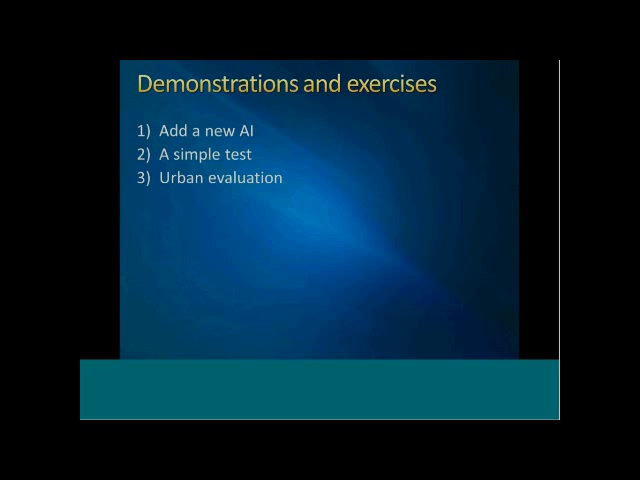 Demonstrations and exercises
1) Add a new AI
2) A simple test
3) Urban evaluation